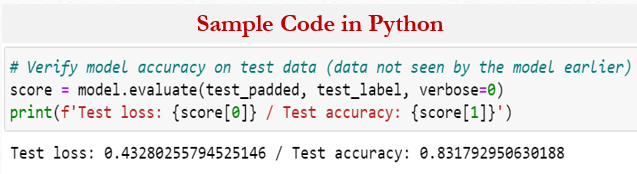 Sample Code in Python
# Verify model accuracy on test data (data not seen by the model earlier)
score = model.evaluate(test_padded, test_label, verbose=0)
print(f'Test loss: {score[0]} / Test accuracy: {score[1]}')
Test loss: 0.43280255794525146 / Test accuracy: 0.831792950630188